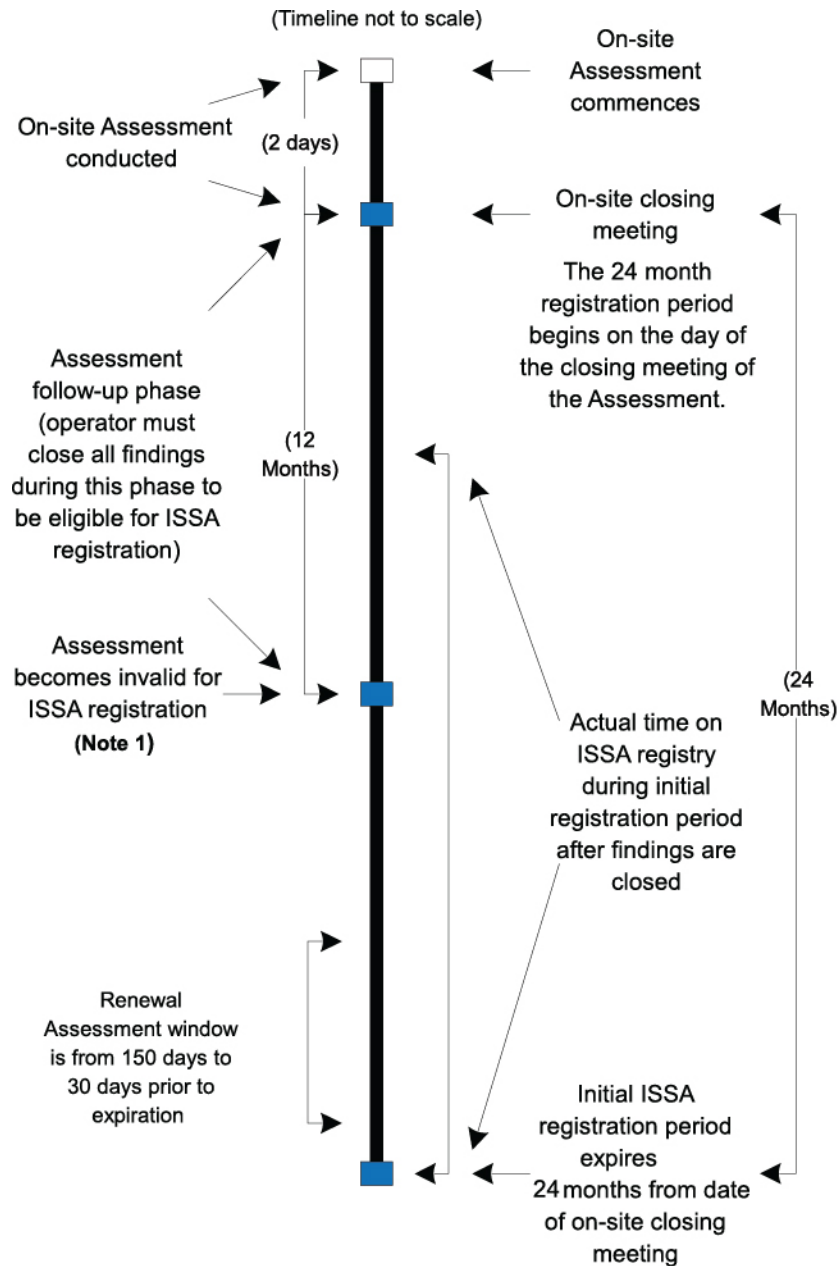 (Timeline not to scale)
On-site
Assessment
commences
On-site Assessment
conducted
(2 days)
On-site closing
meeting
The 24 month
registration period
begins on the day of
the closing meeting of
the Assessment.
Assessment
follow-up phase
(operator must
close all findings
during this phase to
be eligible for ISSA
registration)
(12
Months)
Assessment
becomes invalid for
ISSA registration
(Note 1)
(24
Months)
Actual time on
ISSA registry
during initial
registration period
after findings are
closed
Renewal
Assessment window
is from 150 days to
30 days prior to
expiration
Initial ISSA
registration period
expires
24 months from date
of on-site closing
meeting